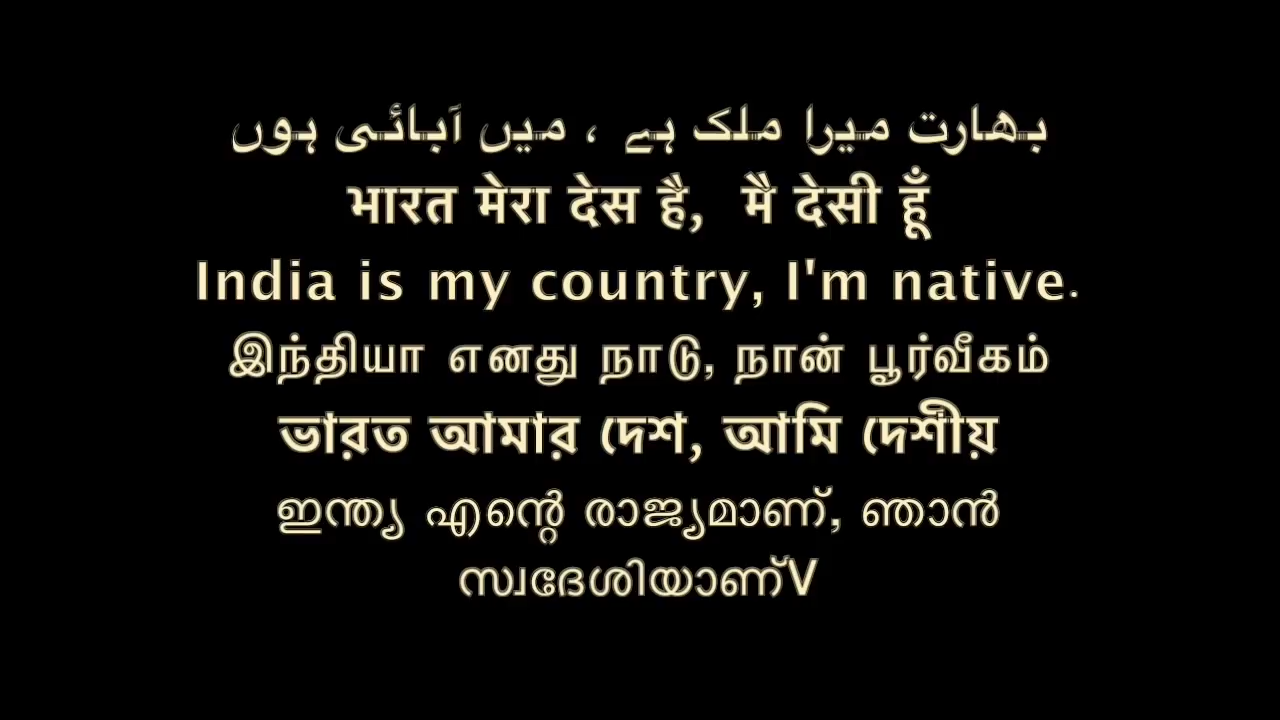 بھارت میرا ملک ہے ، میں آبائی ہوں
भारत मेरा देस है, मै देसी हूँ
India is my country, I'm native.
இந்தியா எனது நாடு, நான் பூர்வீகம்
ভারত আমার দেশ, আমি দেশীয়
ഇന്ത്യ എന്റെ രാജ്യമാണ്, ഞാൻ
സ്വദേശിയാണ്V